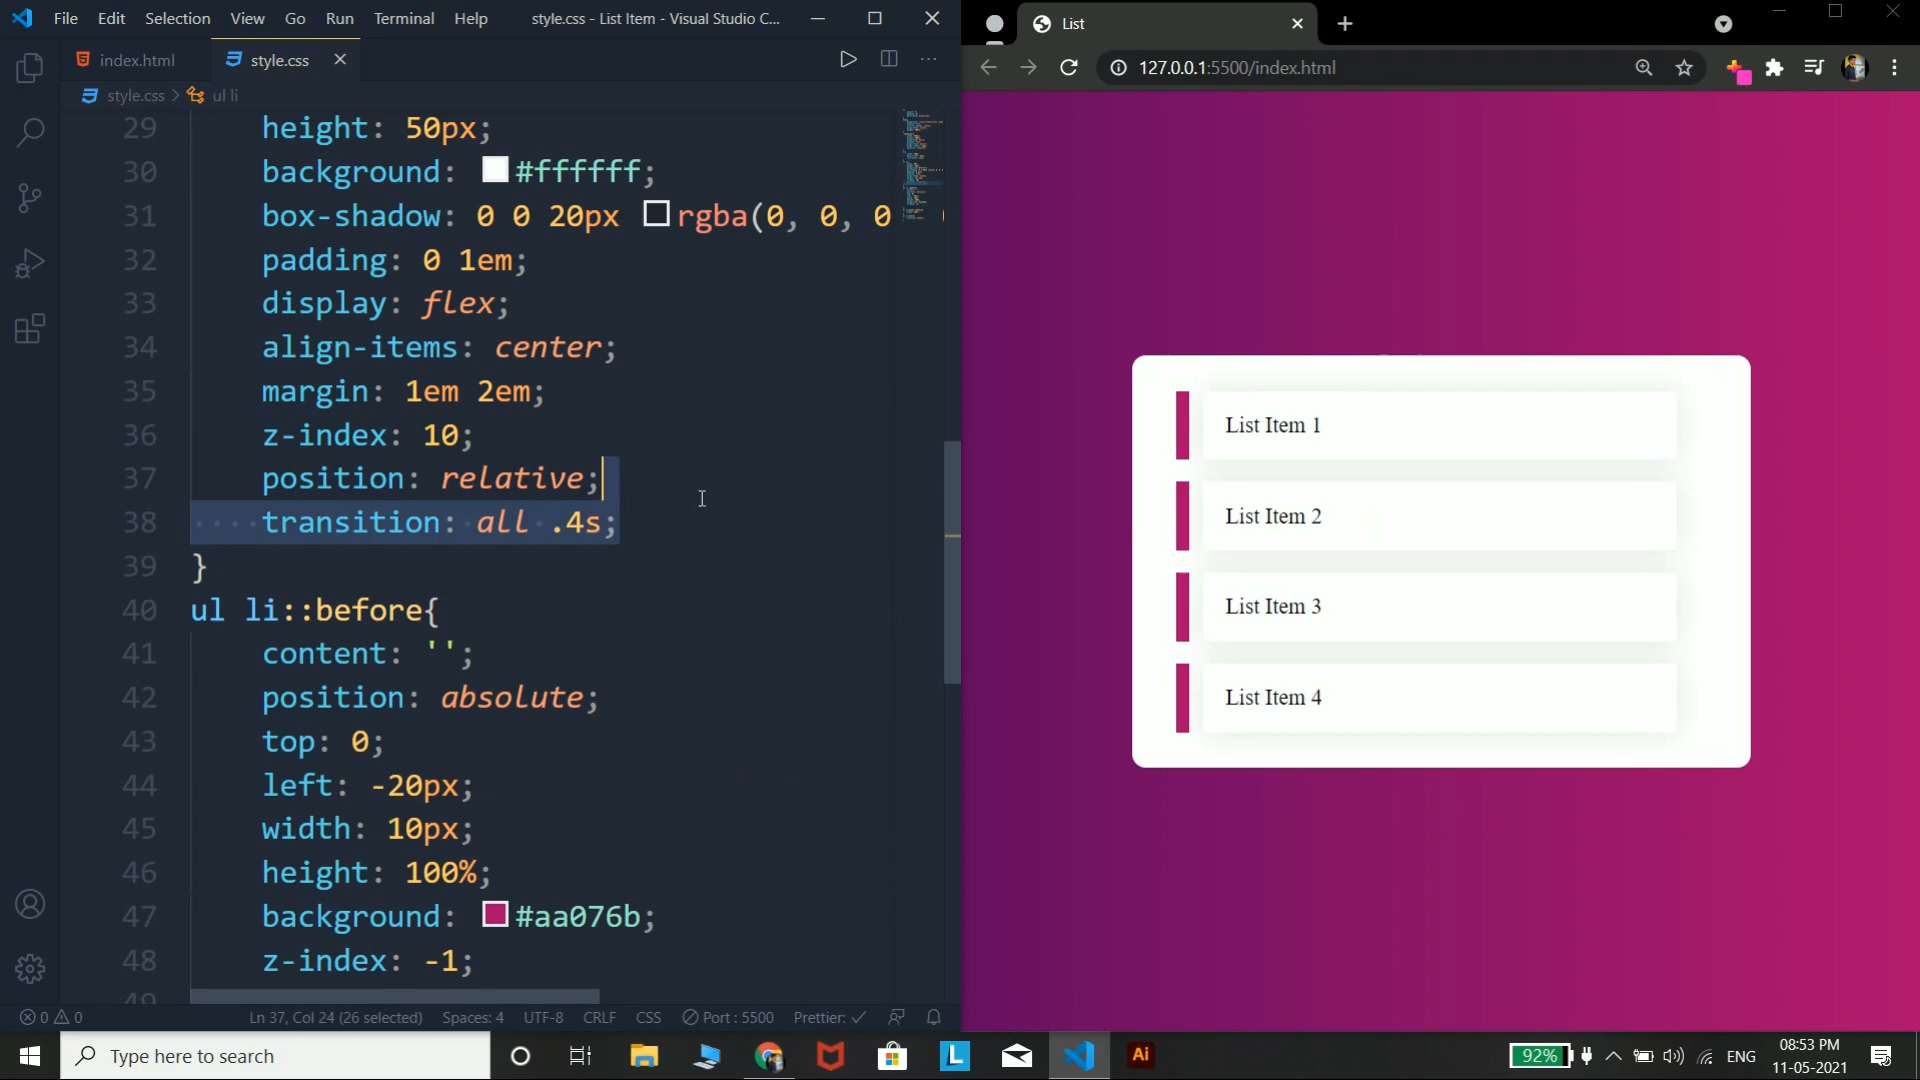 File Edit Selection View Go Run Terminal Help style.css - List Item - Visual Studio C...
index.html style.css
style.css > ul li
29 height: 50px;
30 background: #ffffff;
31 box-shadow: 0 0 20px rgba(0, 0, 0
32 padding: 0 1em;
33 display: flex;
34 align-items: center;
35 margin: 1em 2em;
36 z-index: 10;
37 position: relative;
38 transition: all .4s;
39 }
40 ul li::before{
41 content: '';
42 position: absolute;
43 top: 0;
44 left: -20px;
45 width: 10px;
46 height: 100%;
47 background: #aa076b;
48 z-index: -1;
49
0 0 Ln 37, Col 24 (26 selected) Spaces: 4 UTF-8 CRLF CSS Port : 5500 Prettier: ✓
List
127.0.0.1:5500/index.html
List Item 1
List Item 2
List Item 3
List Item 4
Type here to search
L
Ai
92%
ENG
08:53 PM
11-05-2021